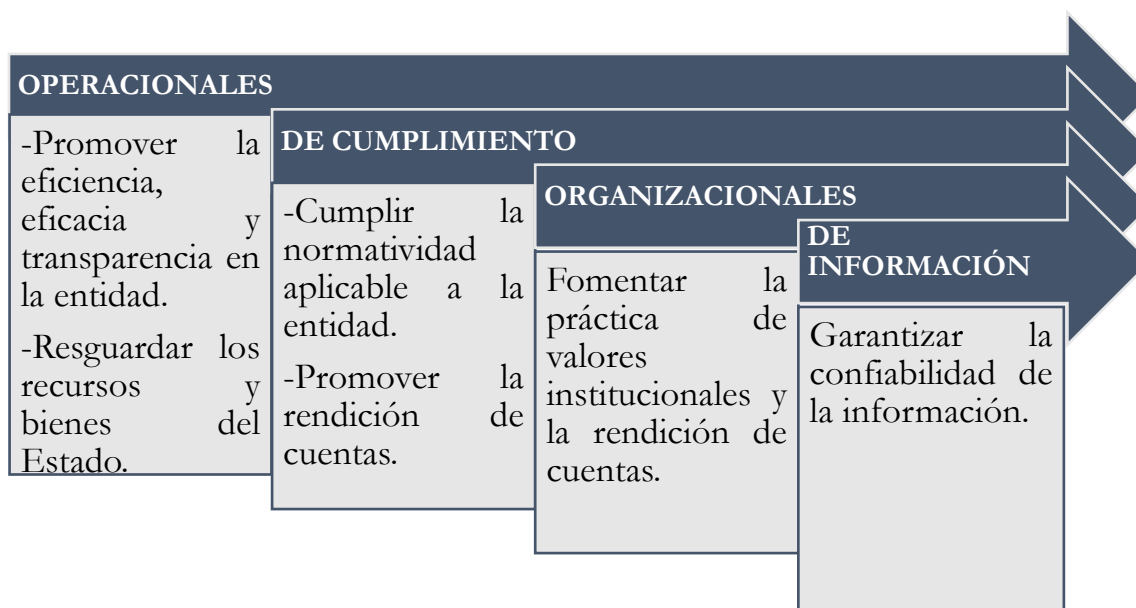 OPERACIONALES
-Promover la
eficiencia,
eficacia y
transparencia en
la entidad.
-Resguardar los
recursos y
bienes del
Estado.
DE CUMPLIMIENTO
-Cumplir la
normatividad
aplicable a la
entidad.
-Promover la
rendición de
cuentas.
ORGANIZACIONALES
Fomentar la
práctica de
valores
institucionales y
la rendición de
cuentas.
DE
INFORMACIÓN
Garantizar la
confiabilidad de
la información.